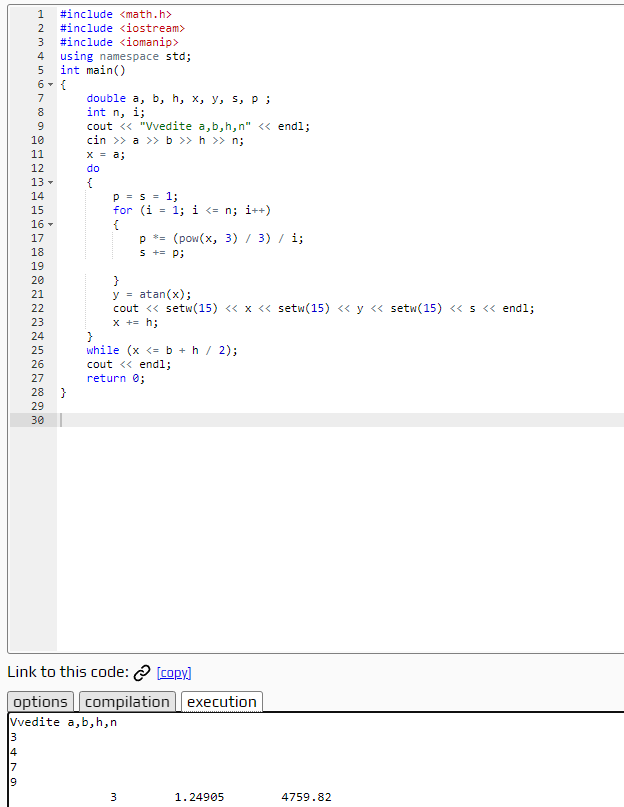 1 #include <math.h>
2 #include <iostream>
3 #include <iomanip>
4 using namespace std;
5 int main()
6 {
7     double a, b, h, x, y, s, p ;
8     int n, i;
9     cout << "Vvedite a,b,h,n" << endl;
10     cin >> a >> b >> h >> n;
11     x = a;
12     do
13     {
14         p = s = 1;
15         for (i = 1; i <= n; i++)
16         {
17             p *= (pow(x, 3) / 3) / i;
18             s += p;
19
20         }
21         y = atan(x);
22         cout << setw(15) << x << setw(15) << y << setw(15) << s << endl;
23         x += h;
24     }
25     while (x <= b + h / 2);
26     cout << endl;
27     return 0;
28 }
29
30
Link to this code: [copy]
options compilation execution
Vvedite a,b,h,n
3
4
7
9
              3        1.24905        4759.82